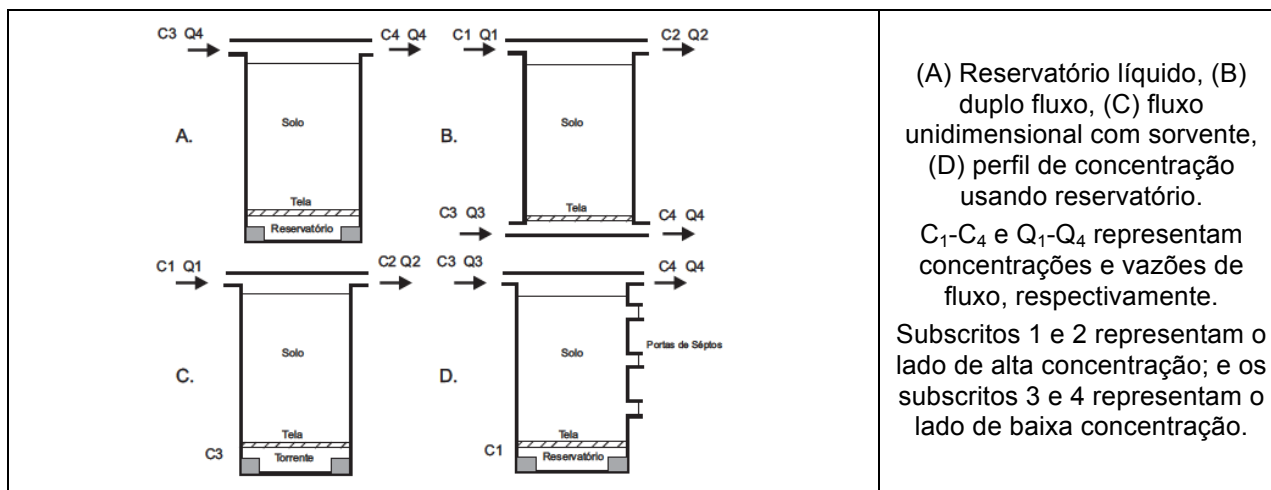 C3 Q4
C4 Q4
Solo
A.
Tela
Reservatório
C1 Q1
C2 Q2
Solo
B.
Tela
C3 Q3
C4 Q4
C1 Q1
C2 Q2
Solo
C.
Tela
C3
Torrente
C3 Q3
C4 Q4
Solo
Portas de Séptos
D.
Tela
C1
Reservatório
(A) Reservatório líquido, (B)
duplo fluxo, (C) fluxo
unidimensional com sorvente,
(D) perfil de concentração
usando reservatório.
C₁-C₄ e Q₁-Q₄ representam
concentrações e vazões de
fluxo, respectivamente.
Subscritos 1 e 2 representam o
lado de alta concentração; e os
subscritos 3 e 4 representam o
lado de baixa concentração.